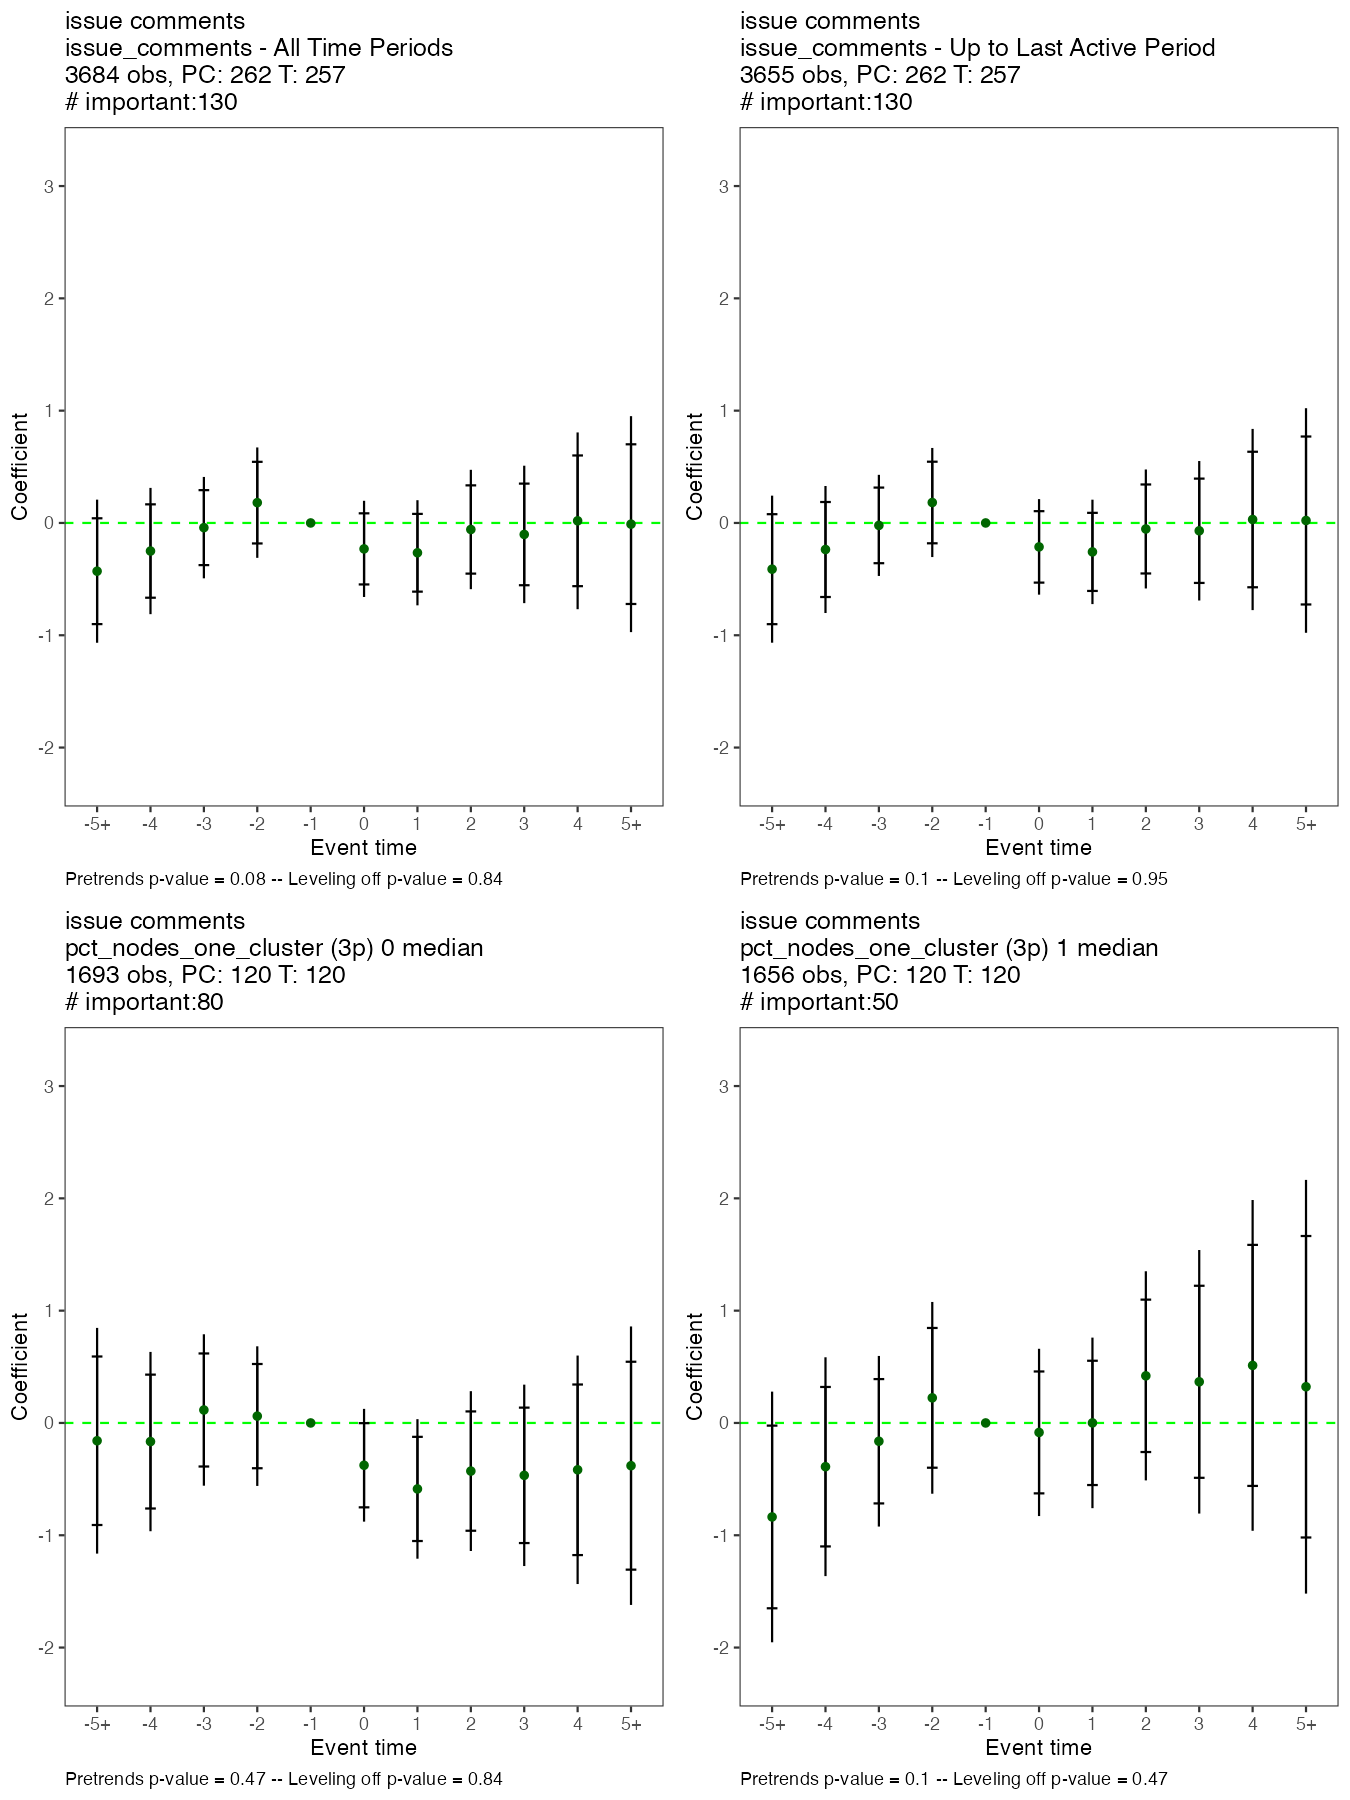 issue comments
issue_comments - All Time Periods
3684 obs, PC: 262 T: 257
# important:130
Coefficient
3
2
1
0
-1
-2
-5+ -4 -3 -2 -1 0 1 2 3 4 5+
Event time
Pretrends p-value = 0.08 -- Leveling off p-value = 0.84
issue comments
issue_comments - Up to Last Active Period
3655 obs, PC: 262 T: 257
# important:130
Coefficient
3
2
1
0
-1
-2
-5+ -4 -3 -2 -1 0 1 2 3 4 5+
Event time
Pretrends p-value = 0.1 -- Leveling off p-value = 0.95
issue comments
pct_nodes_one_cluster (3p) 0 median
1693 obs, PC: 120 T: 120
# important:80
Coefficient
3
2
1
0
-1
-2
-5+ -4 -3 -2 -1 0 1 2 3 4 5+
Event time
Pretrends p-value = 0.47 -- Leveling off p-value = 0.84
issue comments
pct_nodes_one_cluster (3p) 1 median
1656 obs, PC: 120 T: 120
# important:50
Coefficient
3
2
1
0
-1
-2
-5+ -4 -3 -2 -1 0 1 2 3 4 5+
Event time
Pretrends p-value = 0.1 -- Leveling off p-value = 0.47